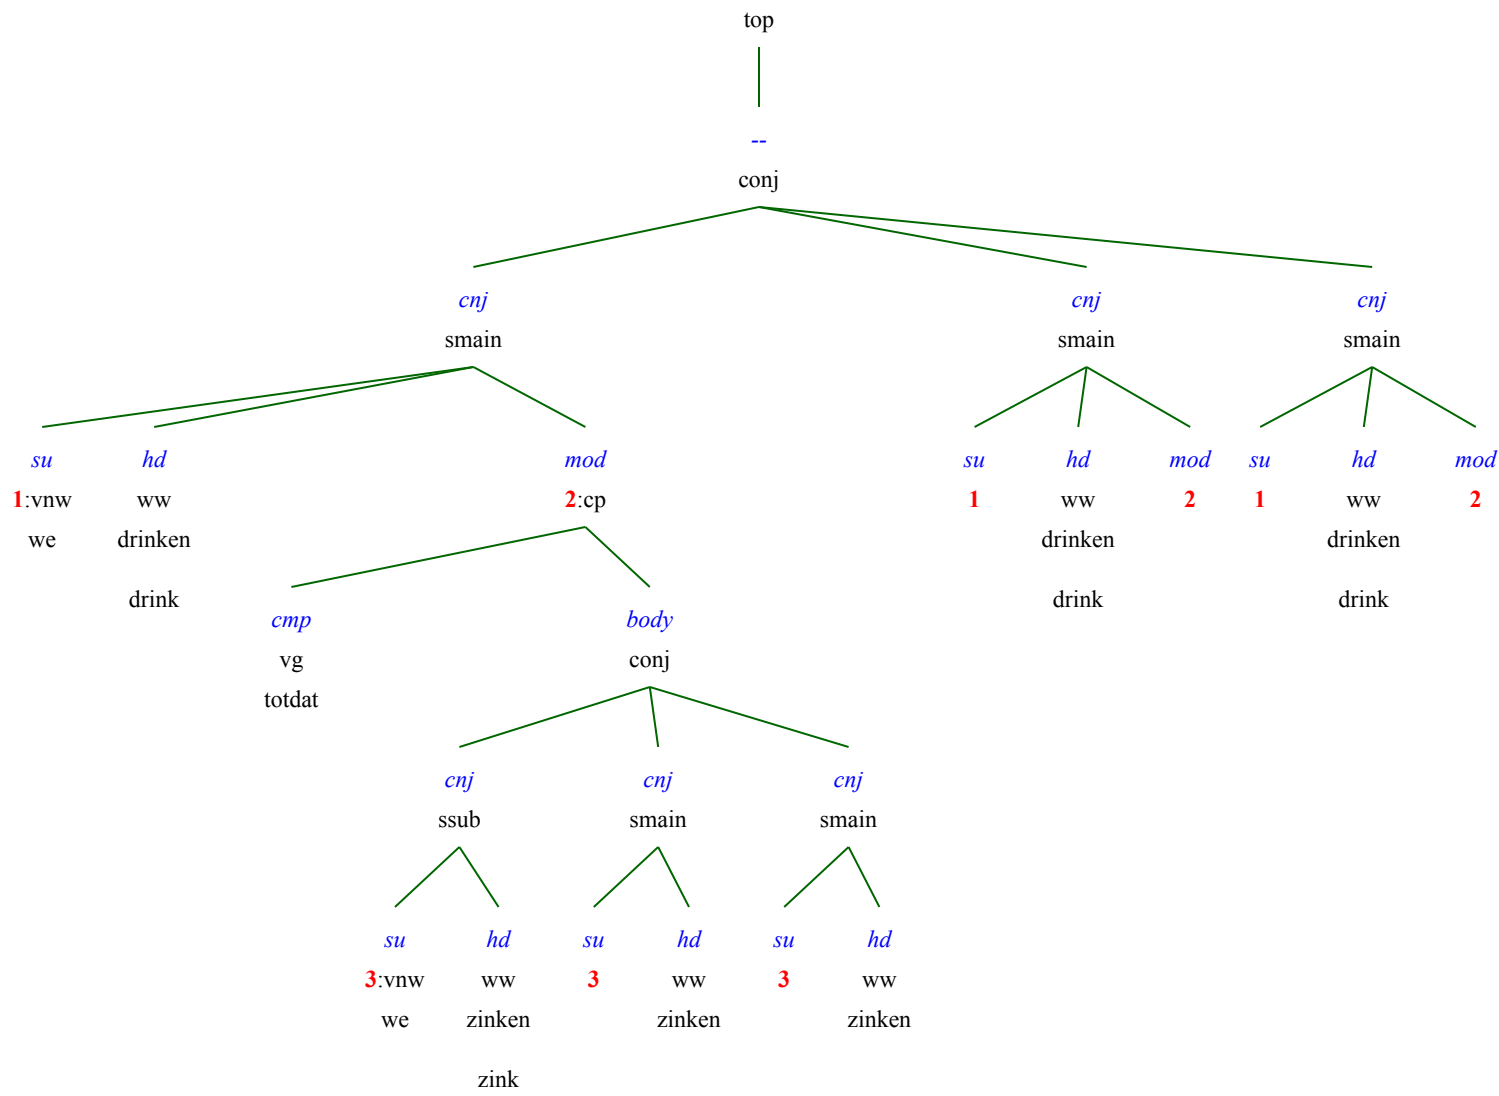 top
--
conj
cnj cnj cnj
smain smain smain
su hd mod su hd mod su hd mod
1:vnw ww 2:cp 1 ww 2 1 ww 2
we drinken drinken drinken
drink drink drink
cmp body
vg conj
totdat
cnj cnj cnj
ssub smain smain
su hd su hd su hd
3:vnw ww 3 ww 3 ww
we zinken zinken zinken
zink